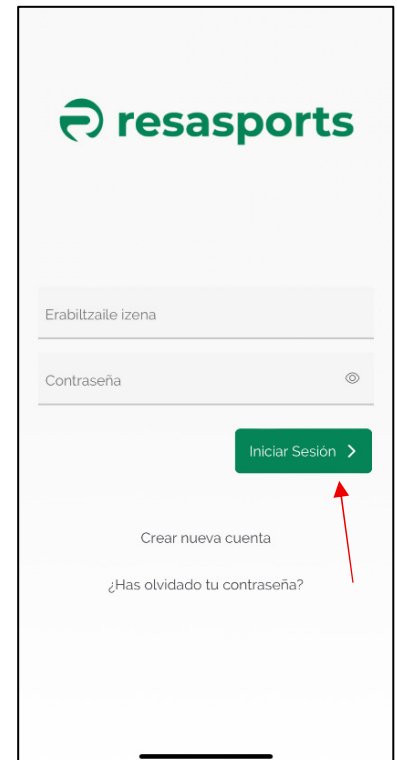 resasports
Erabiltzaile izena
Contraseña
Iniciar Sesión
Crear nueva cuenta
¿Has olvidado tu contraseña?